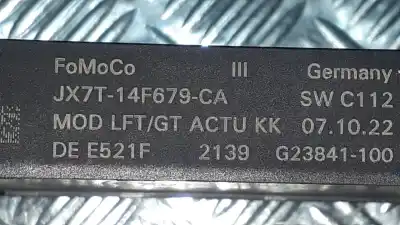 FoMoCo III Germany
JX7T-14F679-CA SW C112
MOD LFT/GT ACTU KK 07.10.22
DE E521F 2139 G23841-100